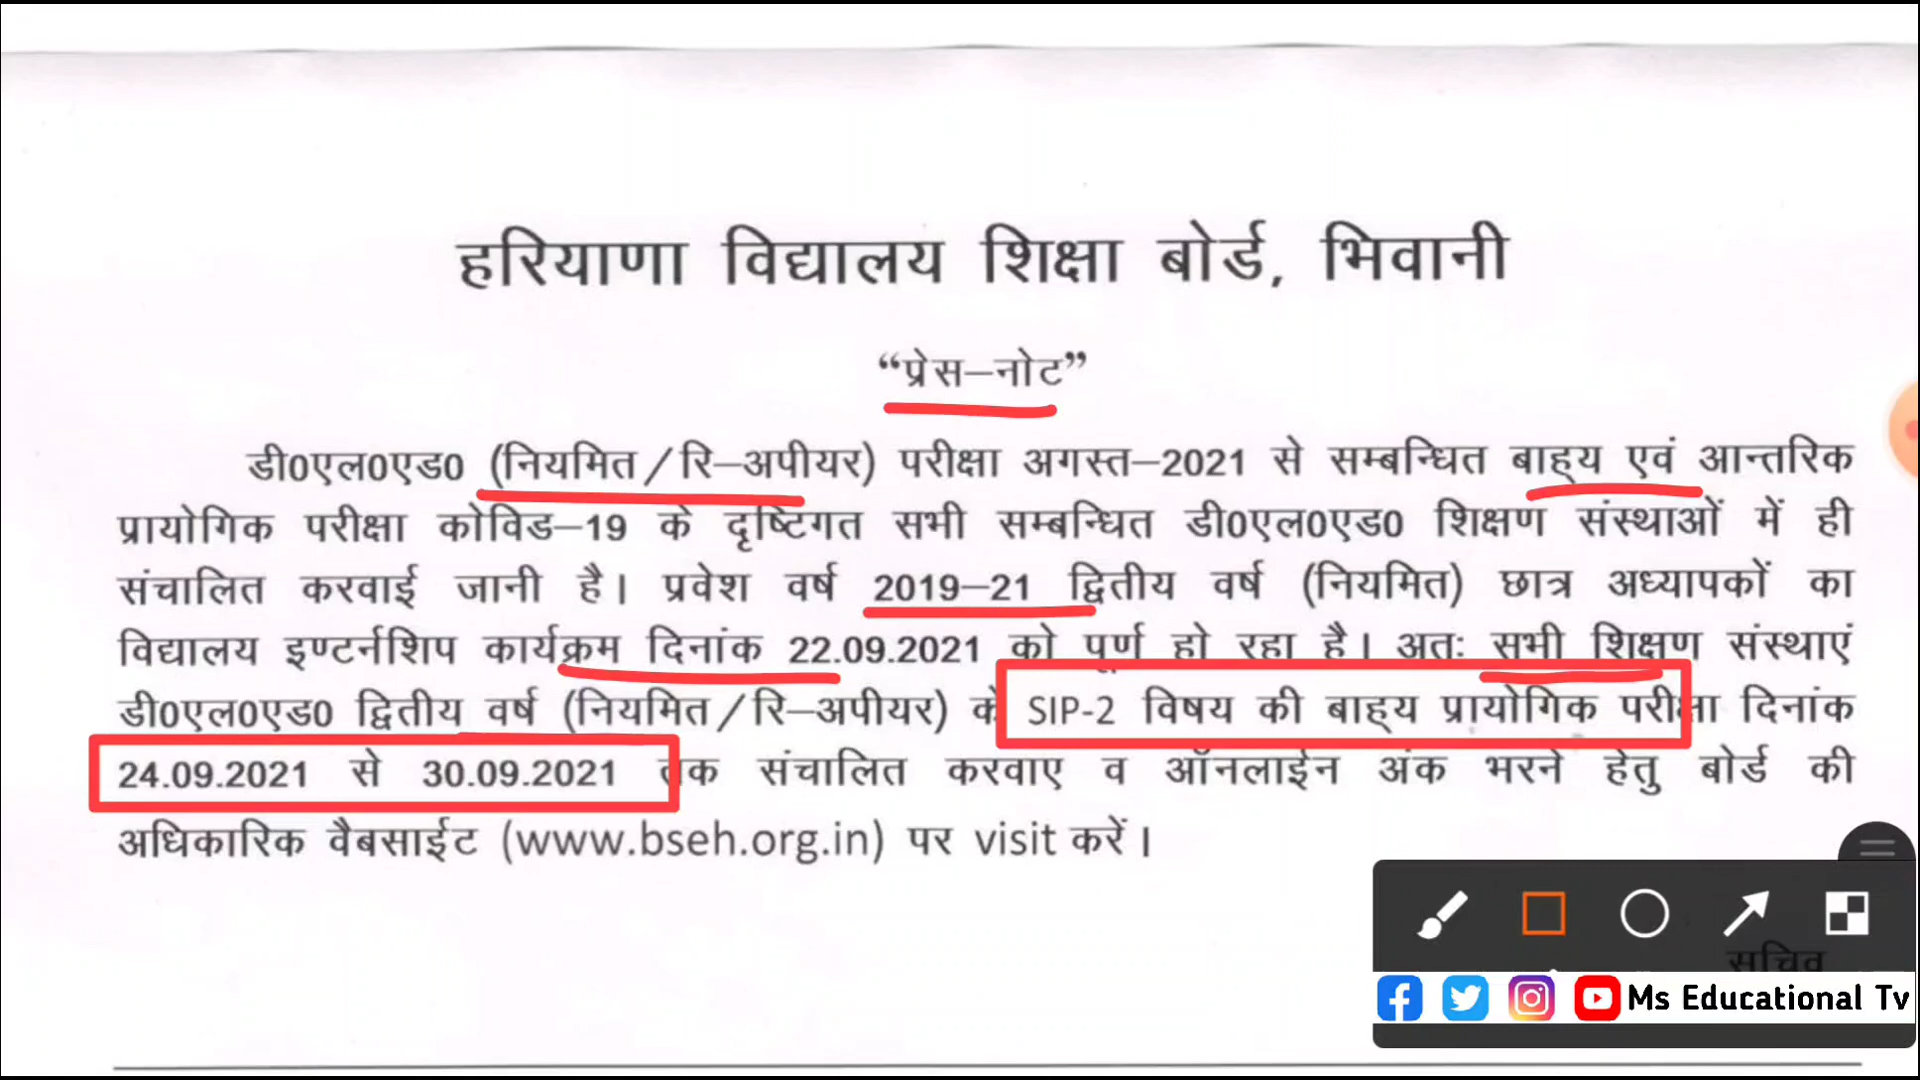 हरियाणा विद्यालय शिक्षा बोर्ड, भिवानी
“प्रेस–नोट”
डी0एल0एड0 (नियमित/रि–अपीयर) परीक्षा अगस्त–2021 से सम्बन्धित बाह्य एवं आन्तरिक
प्रायोगिक परीक्षा कोविड–19 के दृष्टिगत सभी सम्बन्धित डी0एल0एड0 शिक्षण संस्थाओं में ही
संचालित करवाई जानी है। प्रवेश वर्ष 2019–21 द्वितीय वर्ष (नियमित) छात्र अध्यापकों का
विद्यालय इण्टर्नशिप कार्यक्रम दिनांक 22.09.2021 को पूर्ण हो रहा है। अतः सभी शिक्षण संस्थाएं
डी0एल0एड0 द्वितीय वर्ष (नियमित/रि–अपीयर) के SIP-2 विषय की बाह्य प्रायोगिक परीक्षा दिनांक
24.09.2021 से 30.09.2021 तक संचालित करवाए व ऑनलाईन अंक भरने हेतु बोर्ड की
अधिकारिक वैबसाईट (www.bseh.org.in) पर visit करें।
सचिव
Ms Educational Tv